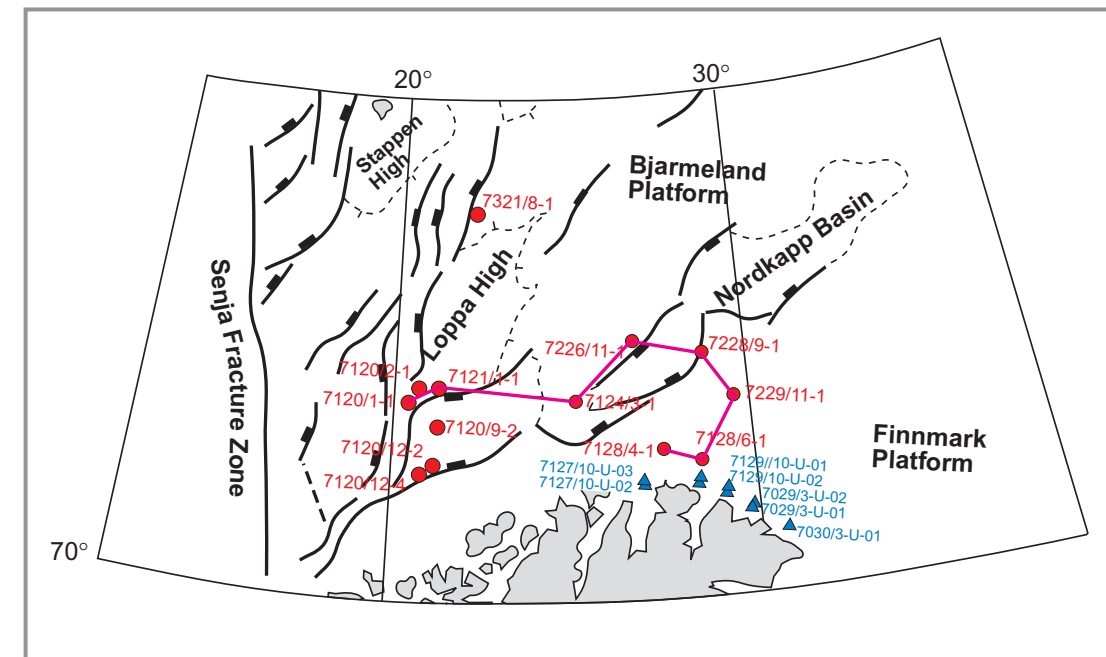 20°
30°
Stappen
High
Bjarmeland
Platform
7321/8-1
Nordkapp Basin
Senja Fracture Zone
Loppa High
7226/11-1
7228/9-1
7120/2-1
7121/1-1
7120/1-1
7124/3-1
7229/11-1
7120/9-2
7128/4-1
7128/6-1
Finnmark
Platform
7120/12-2
7120/12-4
7127/10-U-03
7127/10-U-02
7129//10-U-01
7129/10-U-02
7029/3-U-02
7029/3-U-01
7030/3-U-01
70°